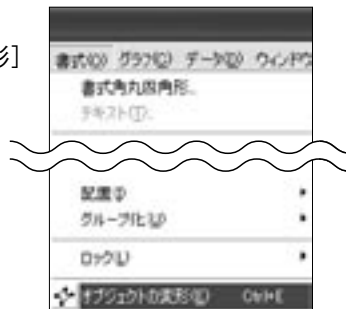 形]
書式(O) グラフ(C) データ(D) ウィンドウ
書式角丸四角形...
テキスト(T)...
配置(I)
グループ化(U)
ロック(L)
オブジェクトの変形(E) Ctrl+E